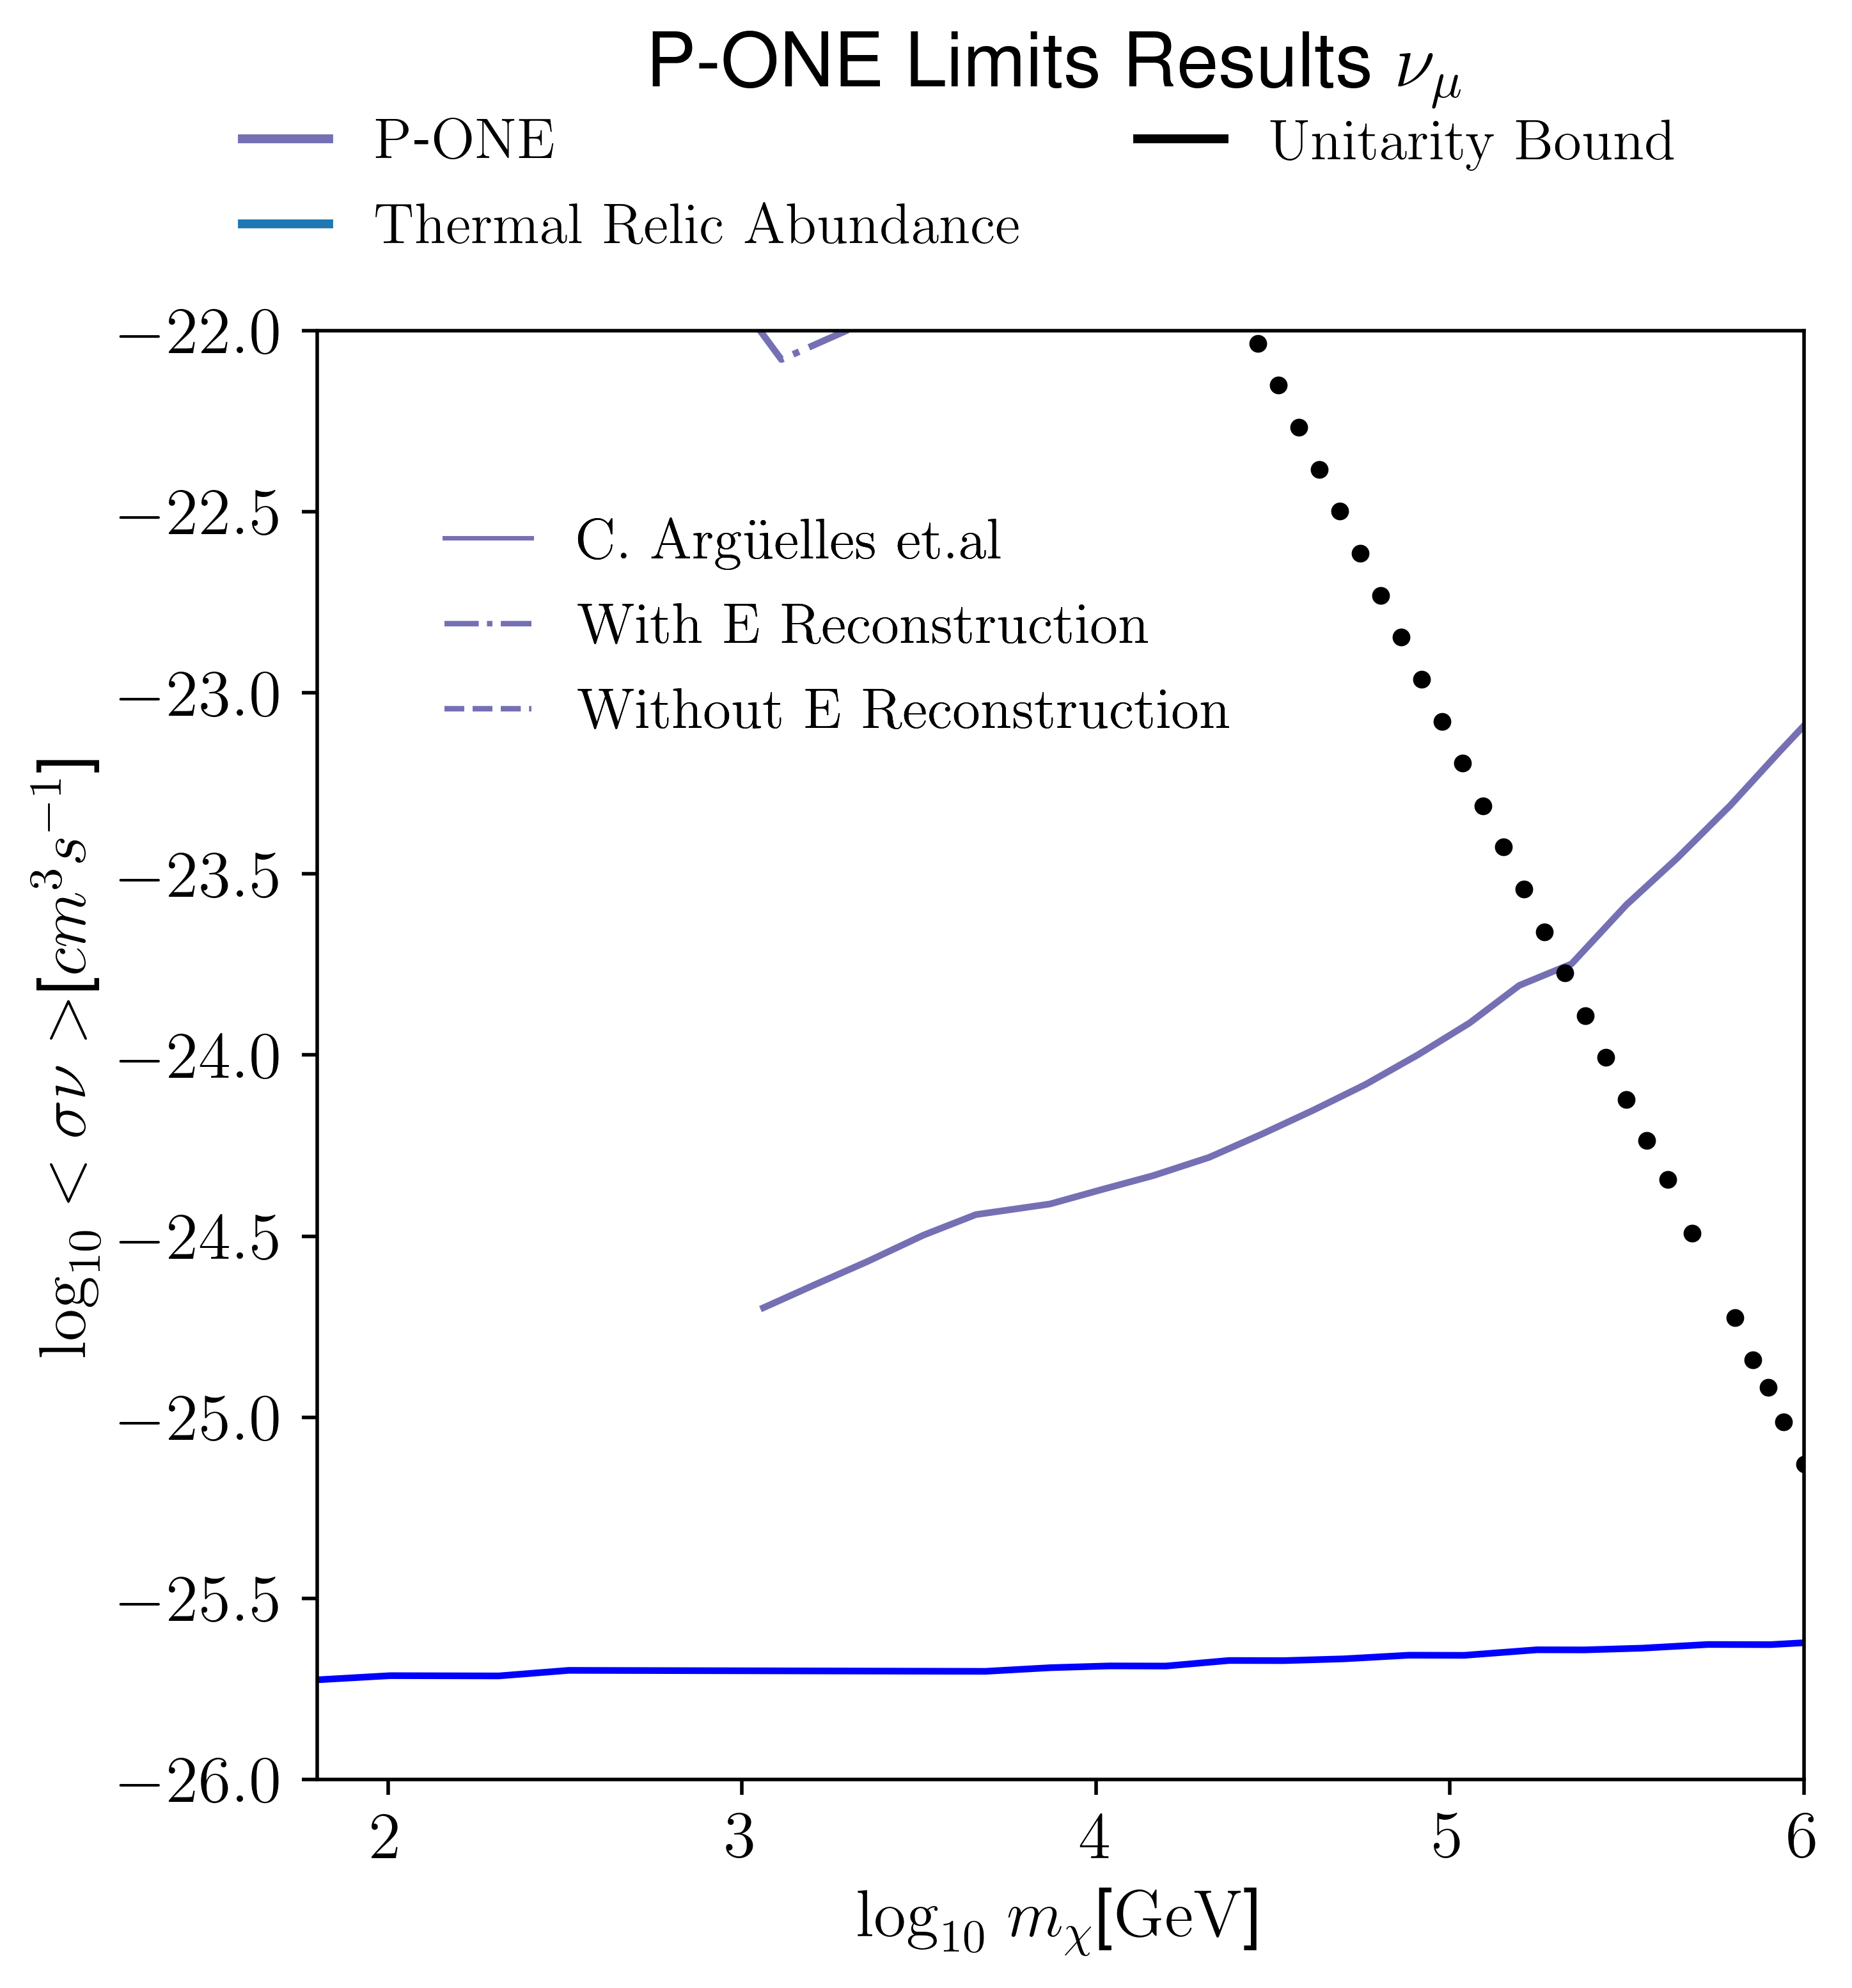 P-ONE Limits Results νμ
P-ONE
Unitarity Bound
Thermal Relic Abundance
−22.0
−22.5
−23.0
−23.5
−24.0
−24.5
−25.0
−25.5
−26.0
log₁₀ < σν > [cm³s⁻¹]
C. Argüelles et.al
With E Reconstruction
Without E Reconstruction
2 3 4 5 6
log₁₀ mχ[GeV]